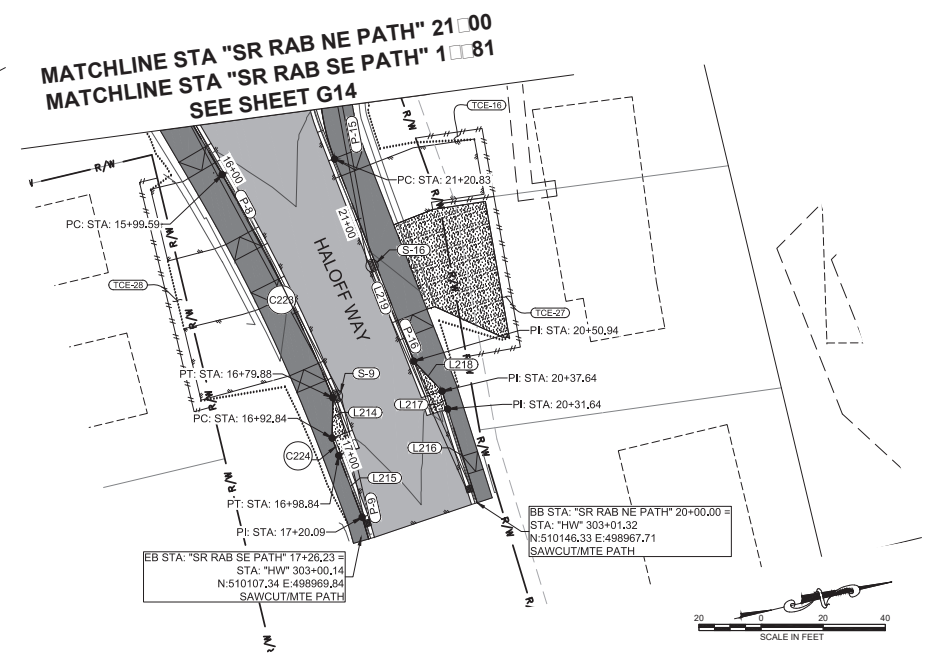 MATCHLINE STA "SR RAB NE PATH" 21□00
MATCHLINE STA "SR RAB SE PATH" 1□□81
SEE SHEET G14
TCE-16
R/W
R/W
P-15
16+00
PC: STA: 21+20.83
P-8
R/W
PC: STA: 15+99.59
21+00
R/W
S-16
R/W
HALOFF WAY
TCE-28
C223
L219
TCE-27
R/W
P-16
PI: STA: 20+50.94
R/W
L218
PT: STA: 16+79.88
S-9
PI: STA: 20+37.64
R/W
L217
L214
PI: STA: 20+31.64
PC: STA: 16+92.84
17+00
R/W
L216
C224
R/W
L215
PT: STA: 16+98.84
P-9
PI: STA: 17+20.09
BB STA: "SR RAB NE PATH" 20+00.00 =
STA: "HW" 303+01.32
N:510146.33 E:498967.71
SAWCUT/MTE PATH
R/W
EB STA: "SR RAB SE PATH" 17+26.23 =
STA: "HW" 303+00.14
N:510107.34 E:498969.84
SAWCUT/MTE PATH
R/W
R/
N
20 0 20 40
SCALE IN FEET
R/W